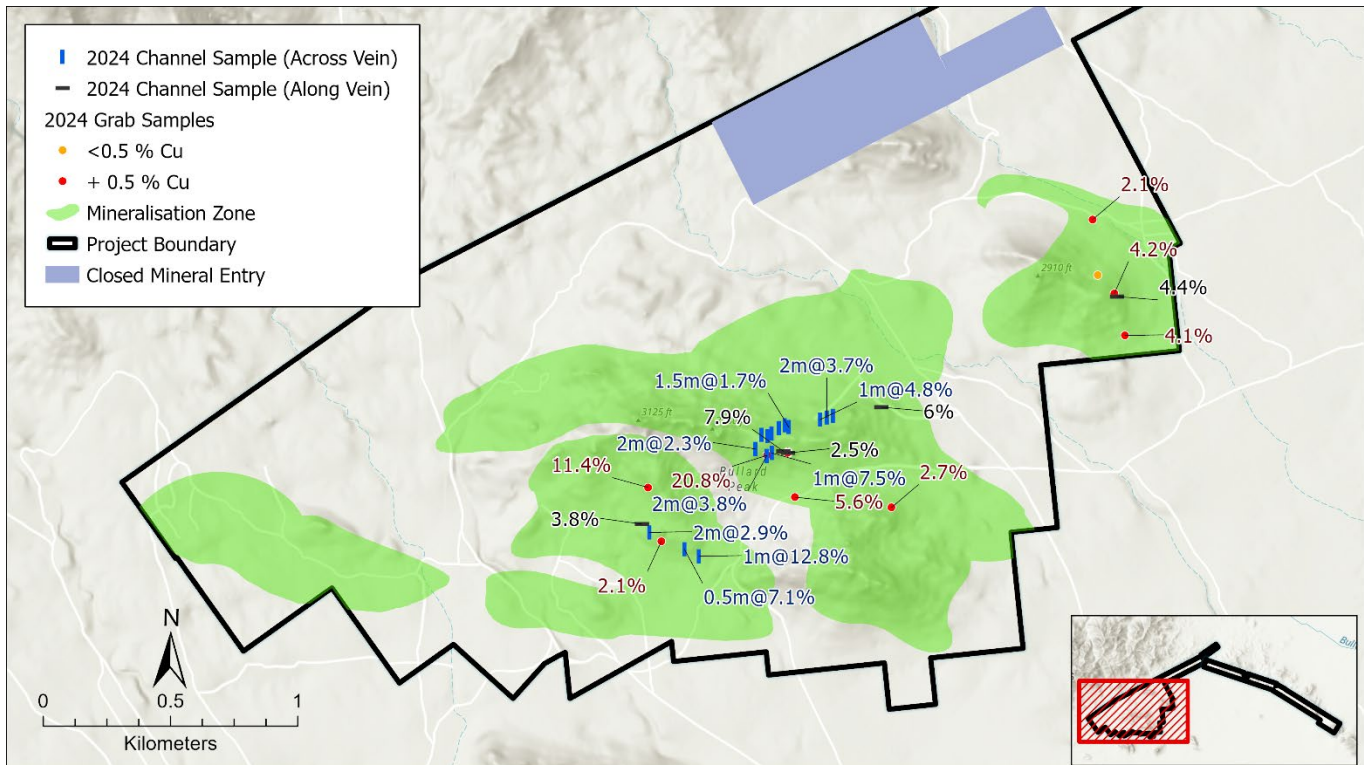 2024 Channel Sample (Across Vein)
2024 Channel Sample (Along Vein)
2024 Grab Samples
<0.5 % Cu
+ 0.5 % Cu
Mineralisation Zone
Project Boundary
Closed Mineral Entry
2.1%
4.2%
2910 ft
4.4%
4.1%
2m@3.7%
1.5m@1.7%
1m@4.8%
7.9%
6%
3125 ft
2m@2.3%
2.5%
11.4%
20.8%
Bullard
Peak
1m@7.5%
2.7%
2m@3.8%
5.6%
3.8%
2m@2.9%
1m@12.8%
2.1%
0.5m@7.1%
N
0 0.5 1
Kilometers